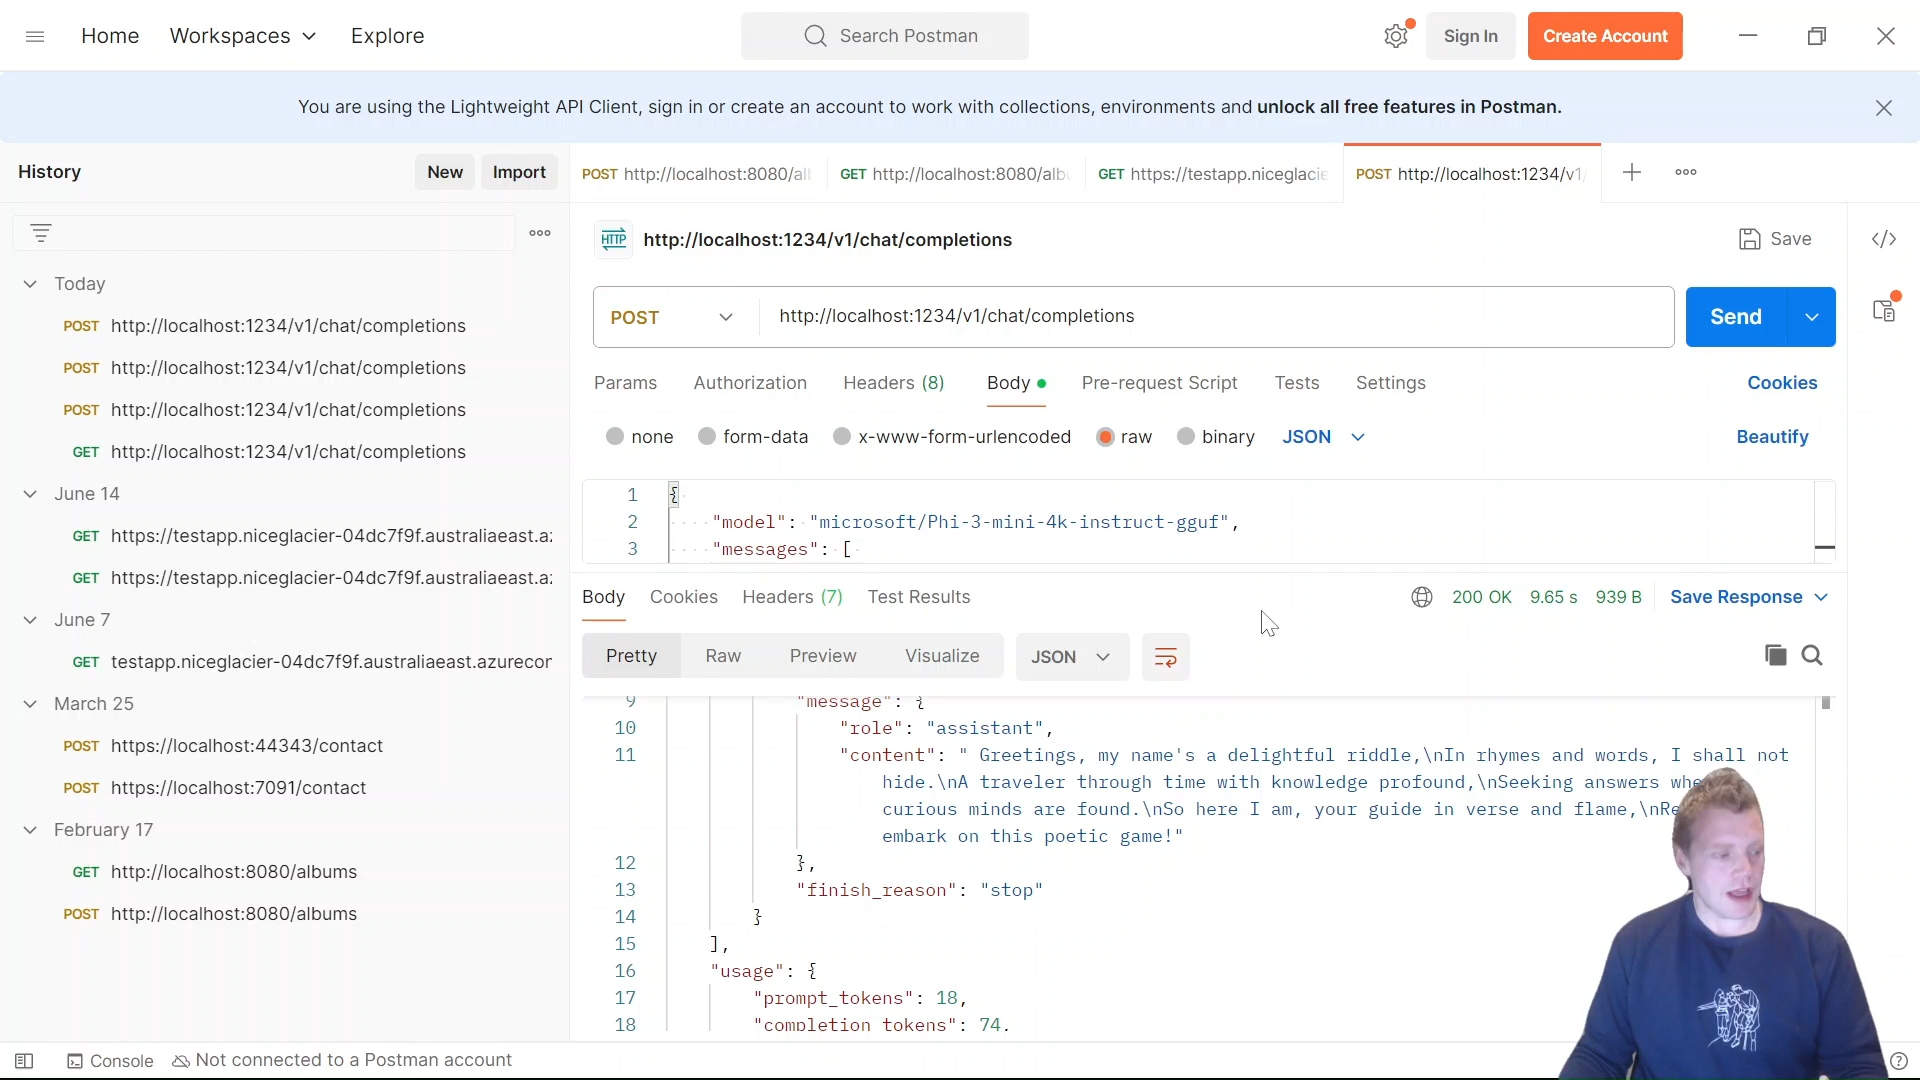 Home
Workspaces
Explore
Search Postman
Sign In
Create Account
You are using the Lightweight API Client, sign in or create an account to work with collections, environments and unlock all free features in Postman.
History
New
Import
Today
POST http://localhost:1234/v1/chat/completions
POST http://localhost:1234/v1/chat/completions
POST http://localhost:1234/v1/chat/completions
GET http://localhost:1234/v1/chat/completions
June 14
GET https://testapp.niceglacier-04dc7f9f.australiaeast.az
GET https://testapp.niceglacier-04dc7f9f.australiaeast.az
June 7
GET testapp.niceglacier-04dc7f9f.australiaeast.azurecor
March 25
POST https://localhost:44343/contact
POST https://localhost:7091/contact
February 17
GET http://localhost:8080/albums
POST http://localhost:8080/albums
POST http://localhost:8080/al
GET http://localhost:8080/alb
GET https://testapp.niceglacie
POST http://localhost:1234/v1/
HTTP http://localhost:1234/v1/chat/completions
Save
POST
http://localhost:1234/v1/chat/completions
Send
Params
Authorization
Headers (8)
Body
Pre-request Script
Tests
Settings
Cookies
none
form-data
x-www-form-urlencoded
raw
binary
JSON
Beautify
1 {
2 "model": "microsoft/Phi-3-mini-4k-instruct-gguf",
3 "messages": [
Body
Cookies
Headers (7)
Test Results
200 OK
9.65 s
939 B
Save Response
Pretty
Raw
Preview
Visualize
JSON
9 "message": {
10 "role": "assistant",
11 "content": " Greetings, my name's a delightful riddle,\nIn rhymes and words, I shall not
hide.\nA traveler through time with knowledge profound,\nSeeking answers whe
curious minds are found.\nSo here I am, your guide in verse and flame,\nRe
embark on this poetic game!"
12 },
13 "finish_reason": "stop"
14 }
15 ],
16 "usage": {
17 "prompt_tokens": 18,
18 "completion_tokens": 74,
Console
Not connected to a Postman account